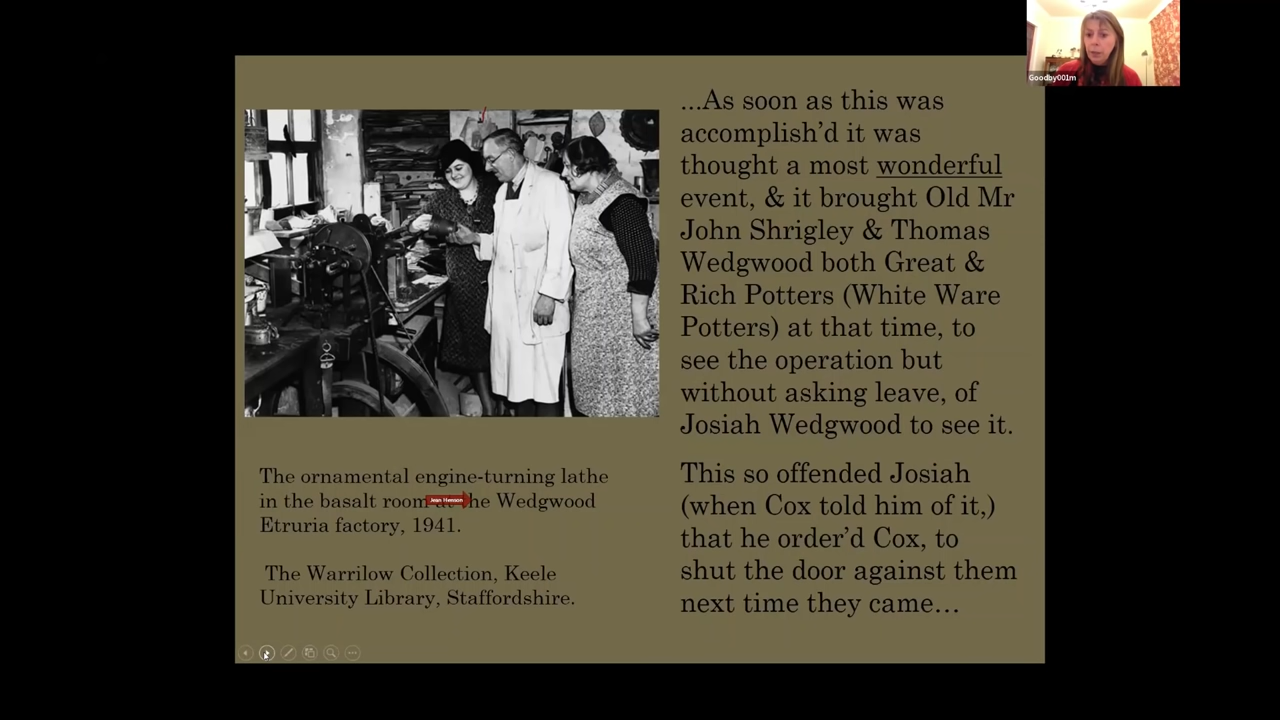 Goodby001m
...As soon as this was
accomplish’d it was
thought a most wonderful
event, & it brought Old Mr
John Shrigley & Thomas
Wedgwood both Great &
Rich Potters (White Ware
Potters) at that time, to
see the operation but
without asking leave, of
Josiah Wedgwood to see it.
This so offended Josiah
(when Cox told him of it,)
that he order’d Cox, to
shut the door against them
next time they came…
The ornamental engine-turning lathe
in the basalt room at the Wedgwood
Etruria factory, 1941.
The Warrilow Collection, Keele
University Library, Staffordshire.
Jean Henson